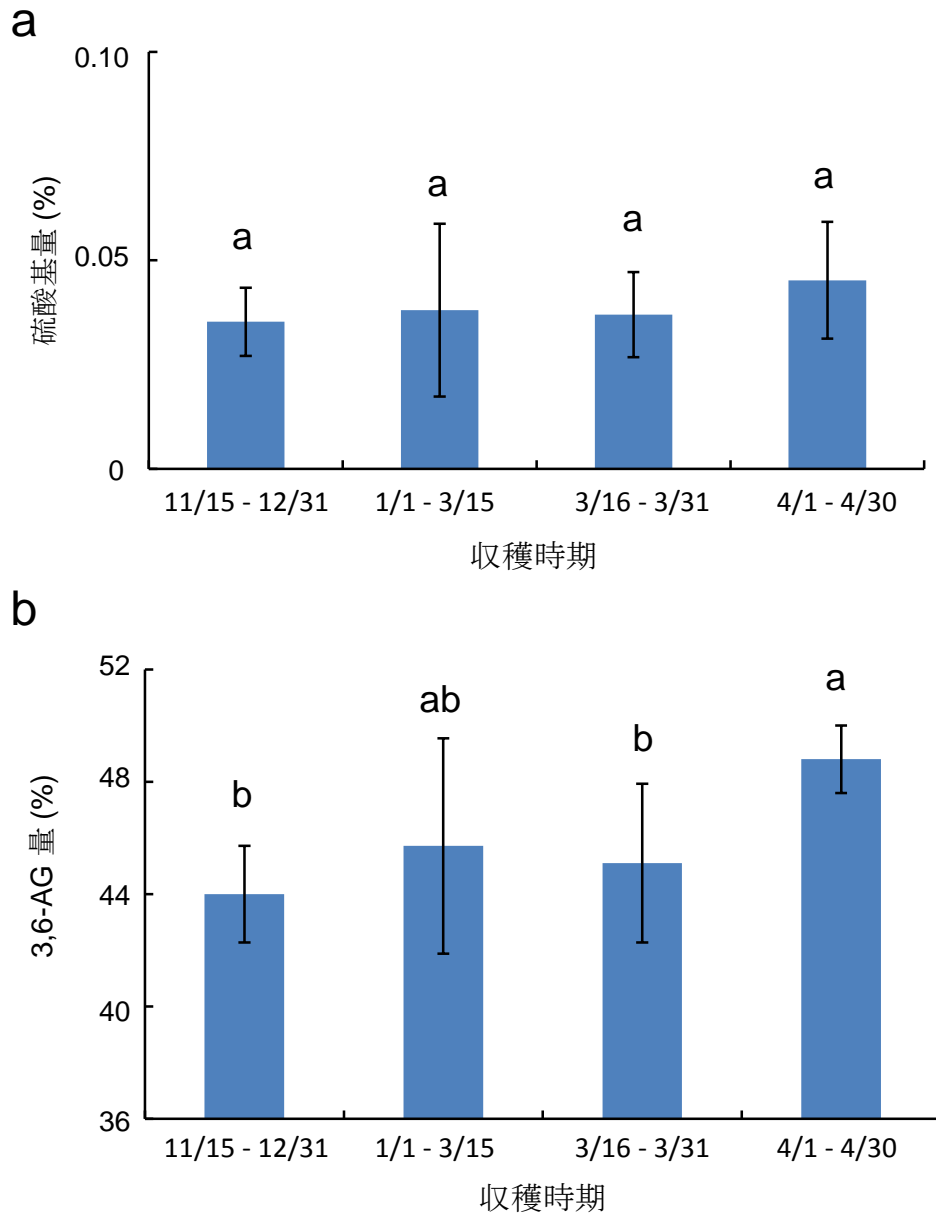 a
0.10
0.05
0
硫酸基量 (%)
a
a
a
a
11/15 - 12/31
1/1 - 3/15
3/16 - 3/31
4/1 - 4/30
収穫時期
b
52
48
44
40
36
3,6-AG 量 (%)
b
ab
b
a
11/15 - 12/31
1/1 - 3/15
3/16 - 3/31
4/1 - 4/30
収穫時期